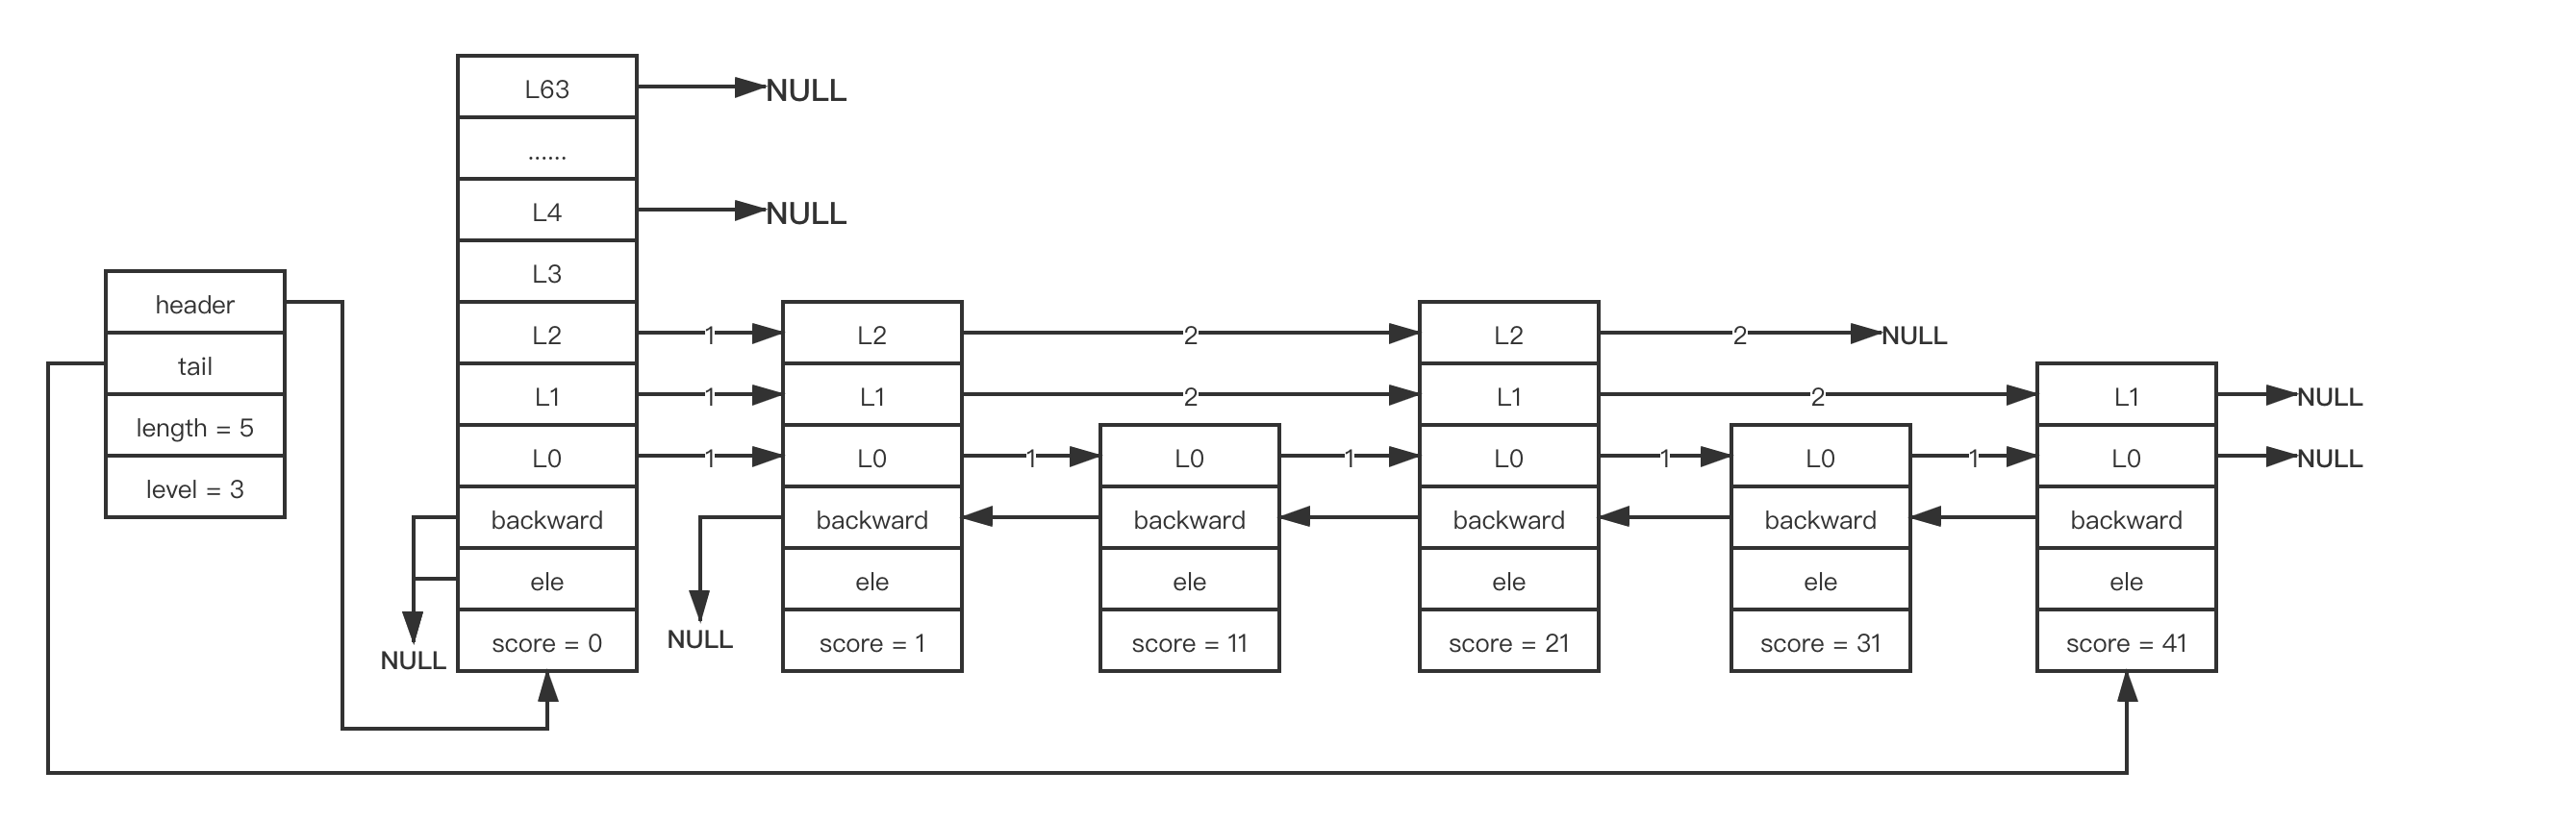 L63
NULL
......
L4
NULL
L3
header
tail
length = 5
level = 3
L2
1
L2
2
L2
2
NULL
L1
1
L1
2
L1
2
L1
NULL
L0
1
L0
1
L0
1
L0
1
L0
1
L0
NULL
backward
backward
backward
backward
backward
backward
ele
ele
ele
ele
ele
ele
NULL
score = 0
NULL
score = 1
score = 11
score = 21
score = 31
score = 41